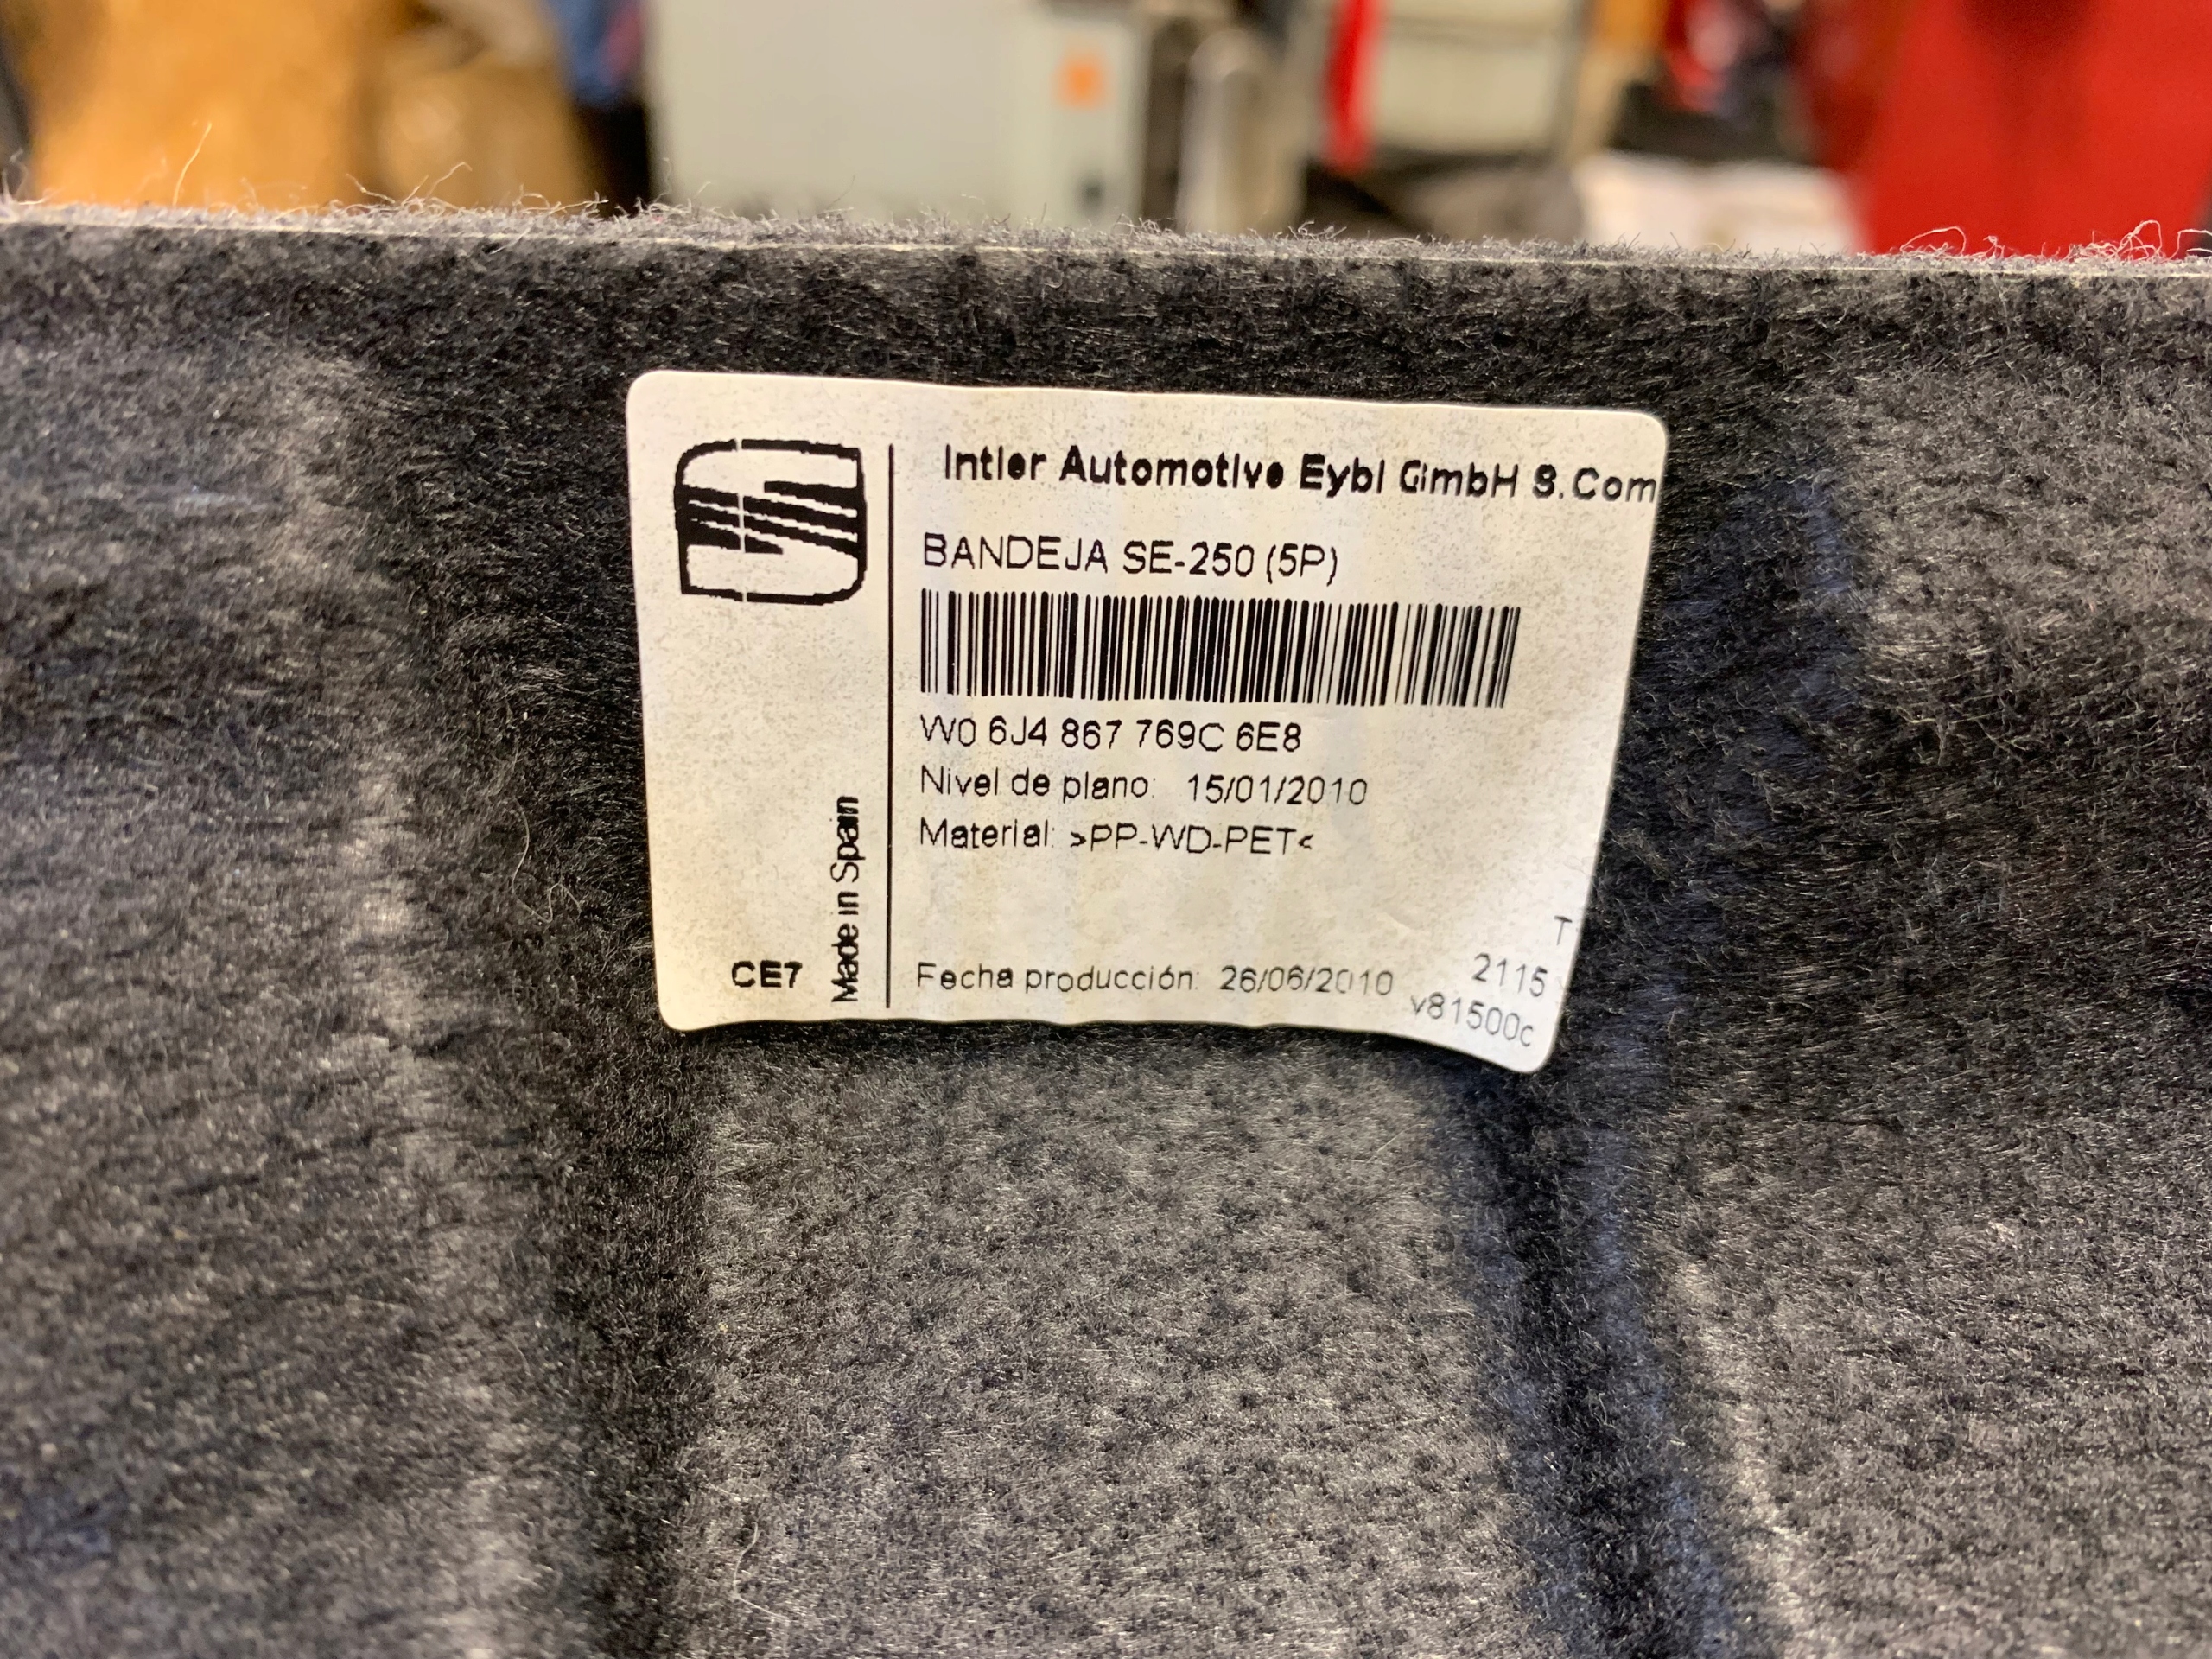 Intier Automotive Eybl GmbH S.Com
BANDEJA SE-250 (5P)
W0 6J4 867 769C 6E8
Nivel de plano: 15/01/2010
Material: >PP-WD-PET<
T
2115
Fecha producción: 26/06/2010
v81500c
CE7
Made in Spain